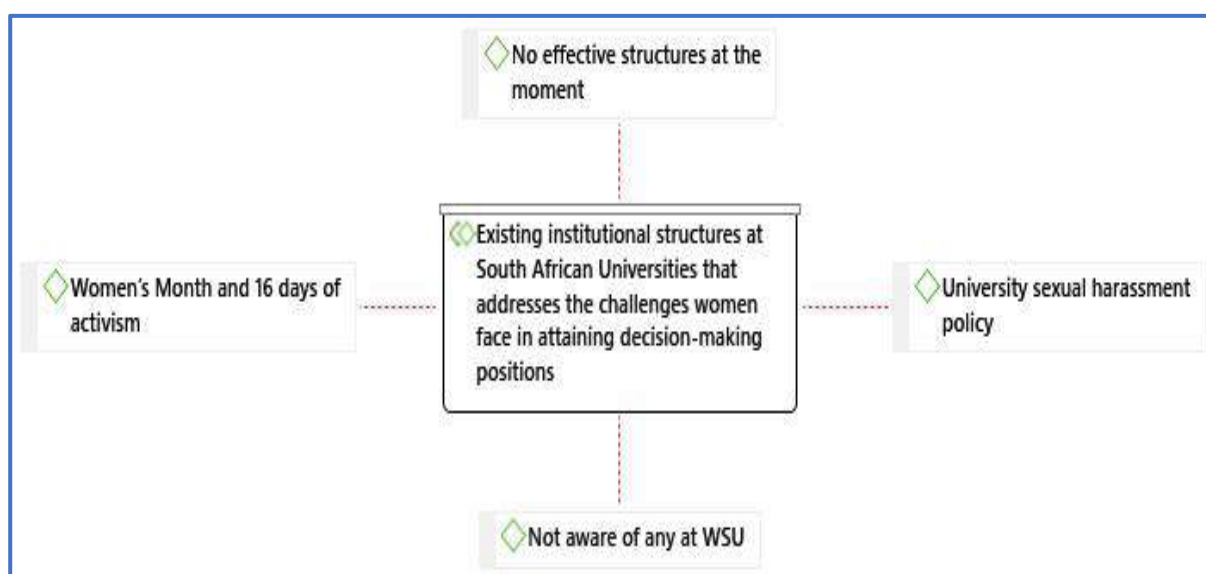 No effective structures at the
moment
Existing institutional structures at
South African Universities that
addresses the challenges women
face in attaining decision-making
positions
Women's Month and 16 days of
activism
University sexual harassment
policy
Not aware of any at WSU